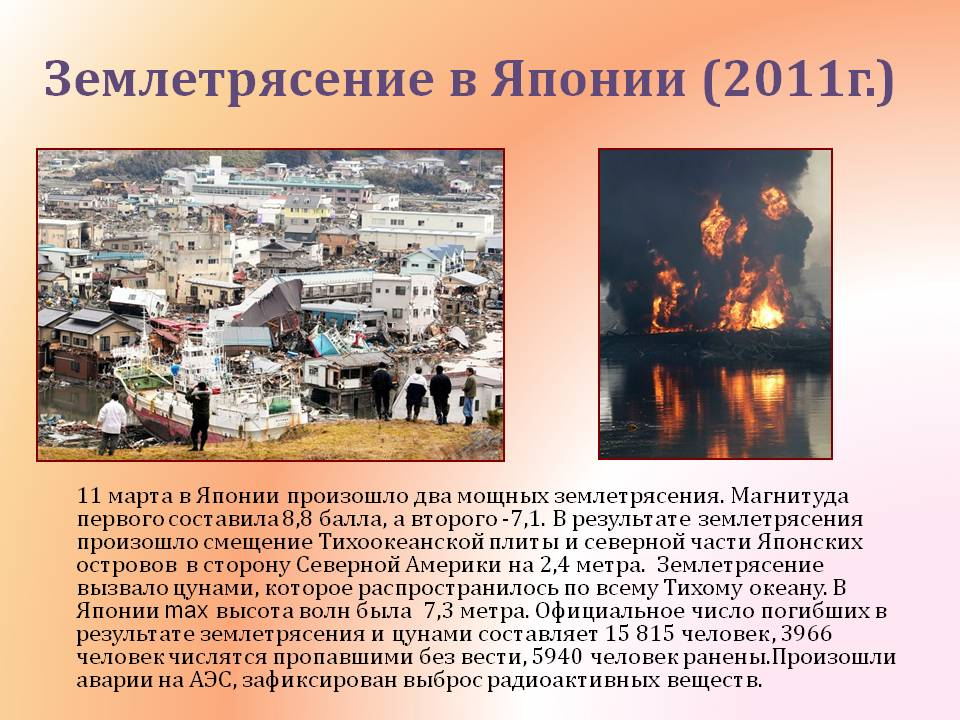 Землетрясение в Японии (2011г.)
11 марта в Японии произошло два мощных землетрясения. Магнитуда
первого составила 8,8 балла, а второго -7,1. В результате землетрясения
произошло смещение Тихоокеанской плиты и северной части Японских
островов в сторону Северной Америки на 2,4 метра. Землетрясение
вызвало цунами, которое распространилось по всему Тихому океану. В
Японии max высота волн была 7,3 метра. Официальное число погибших в
результате землетрясения и цунами составляет 15 815 человек, 3966
человек числятся пропавшими без вести, 5940 человек ранены.Произошли
аварии на АЭС, зафиксирован выброс радиоактивных веществ.